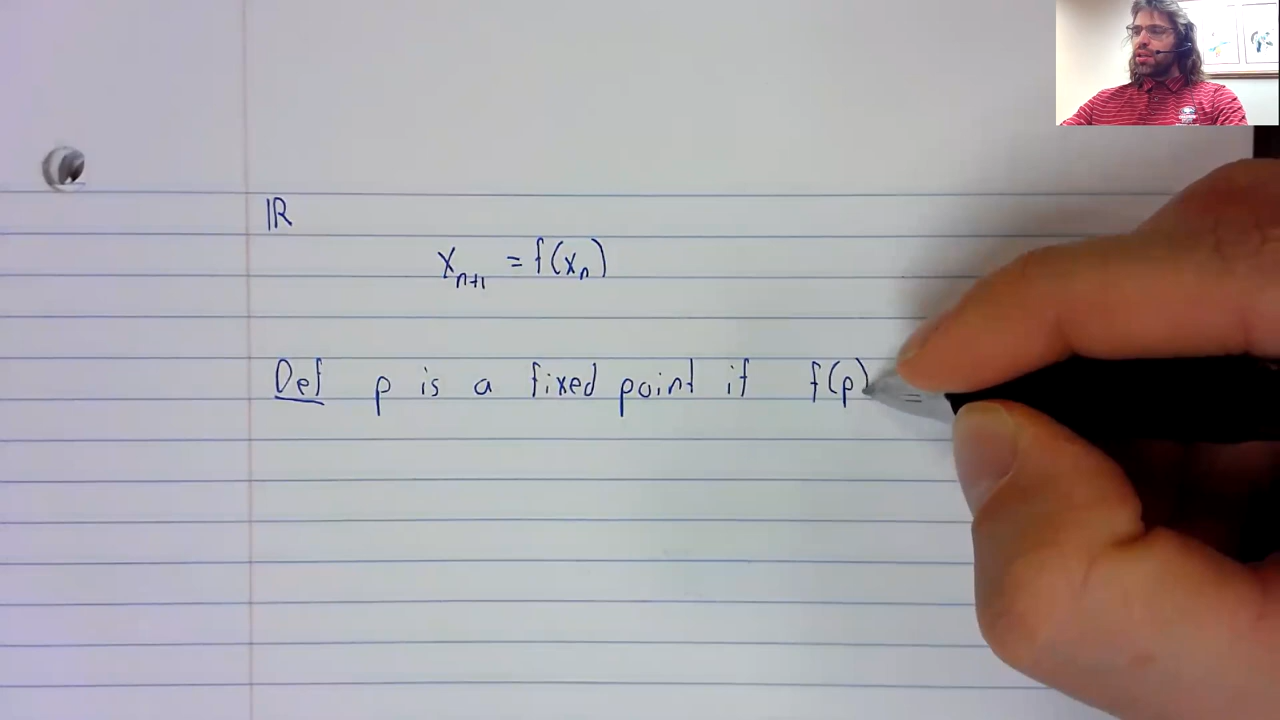 ℝ
x_{n+1} = f(x_n)
Def p is a fixed point if f(p) =